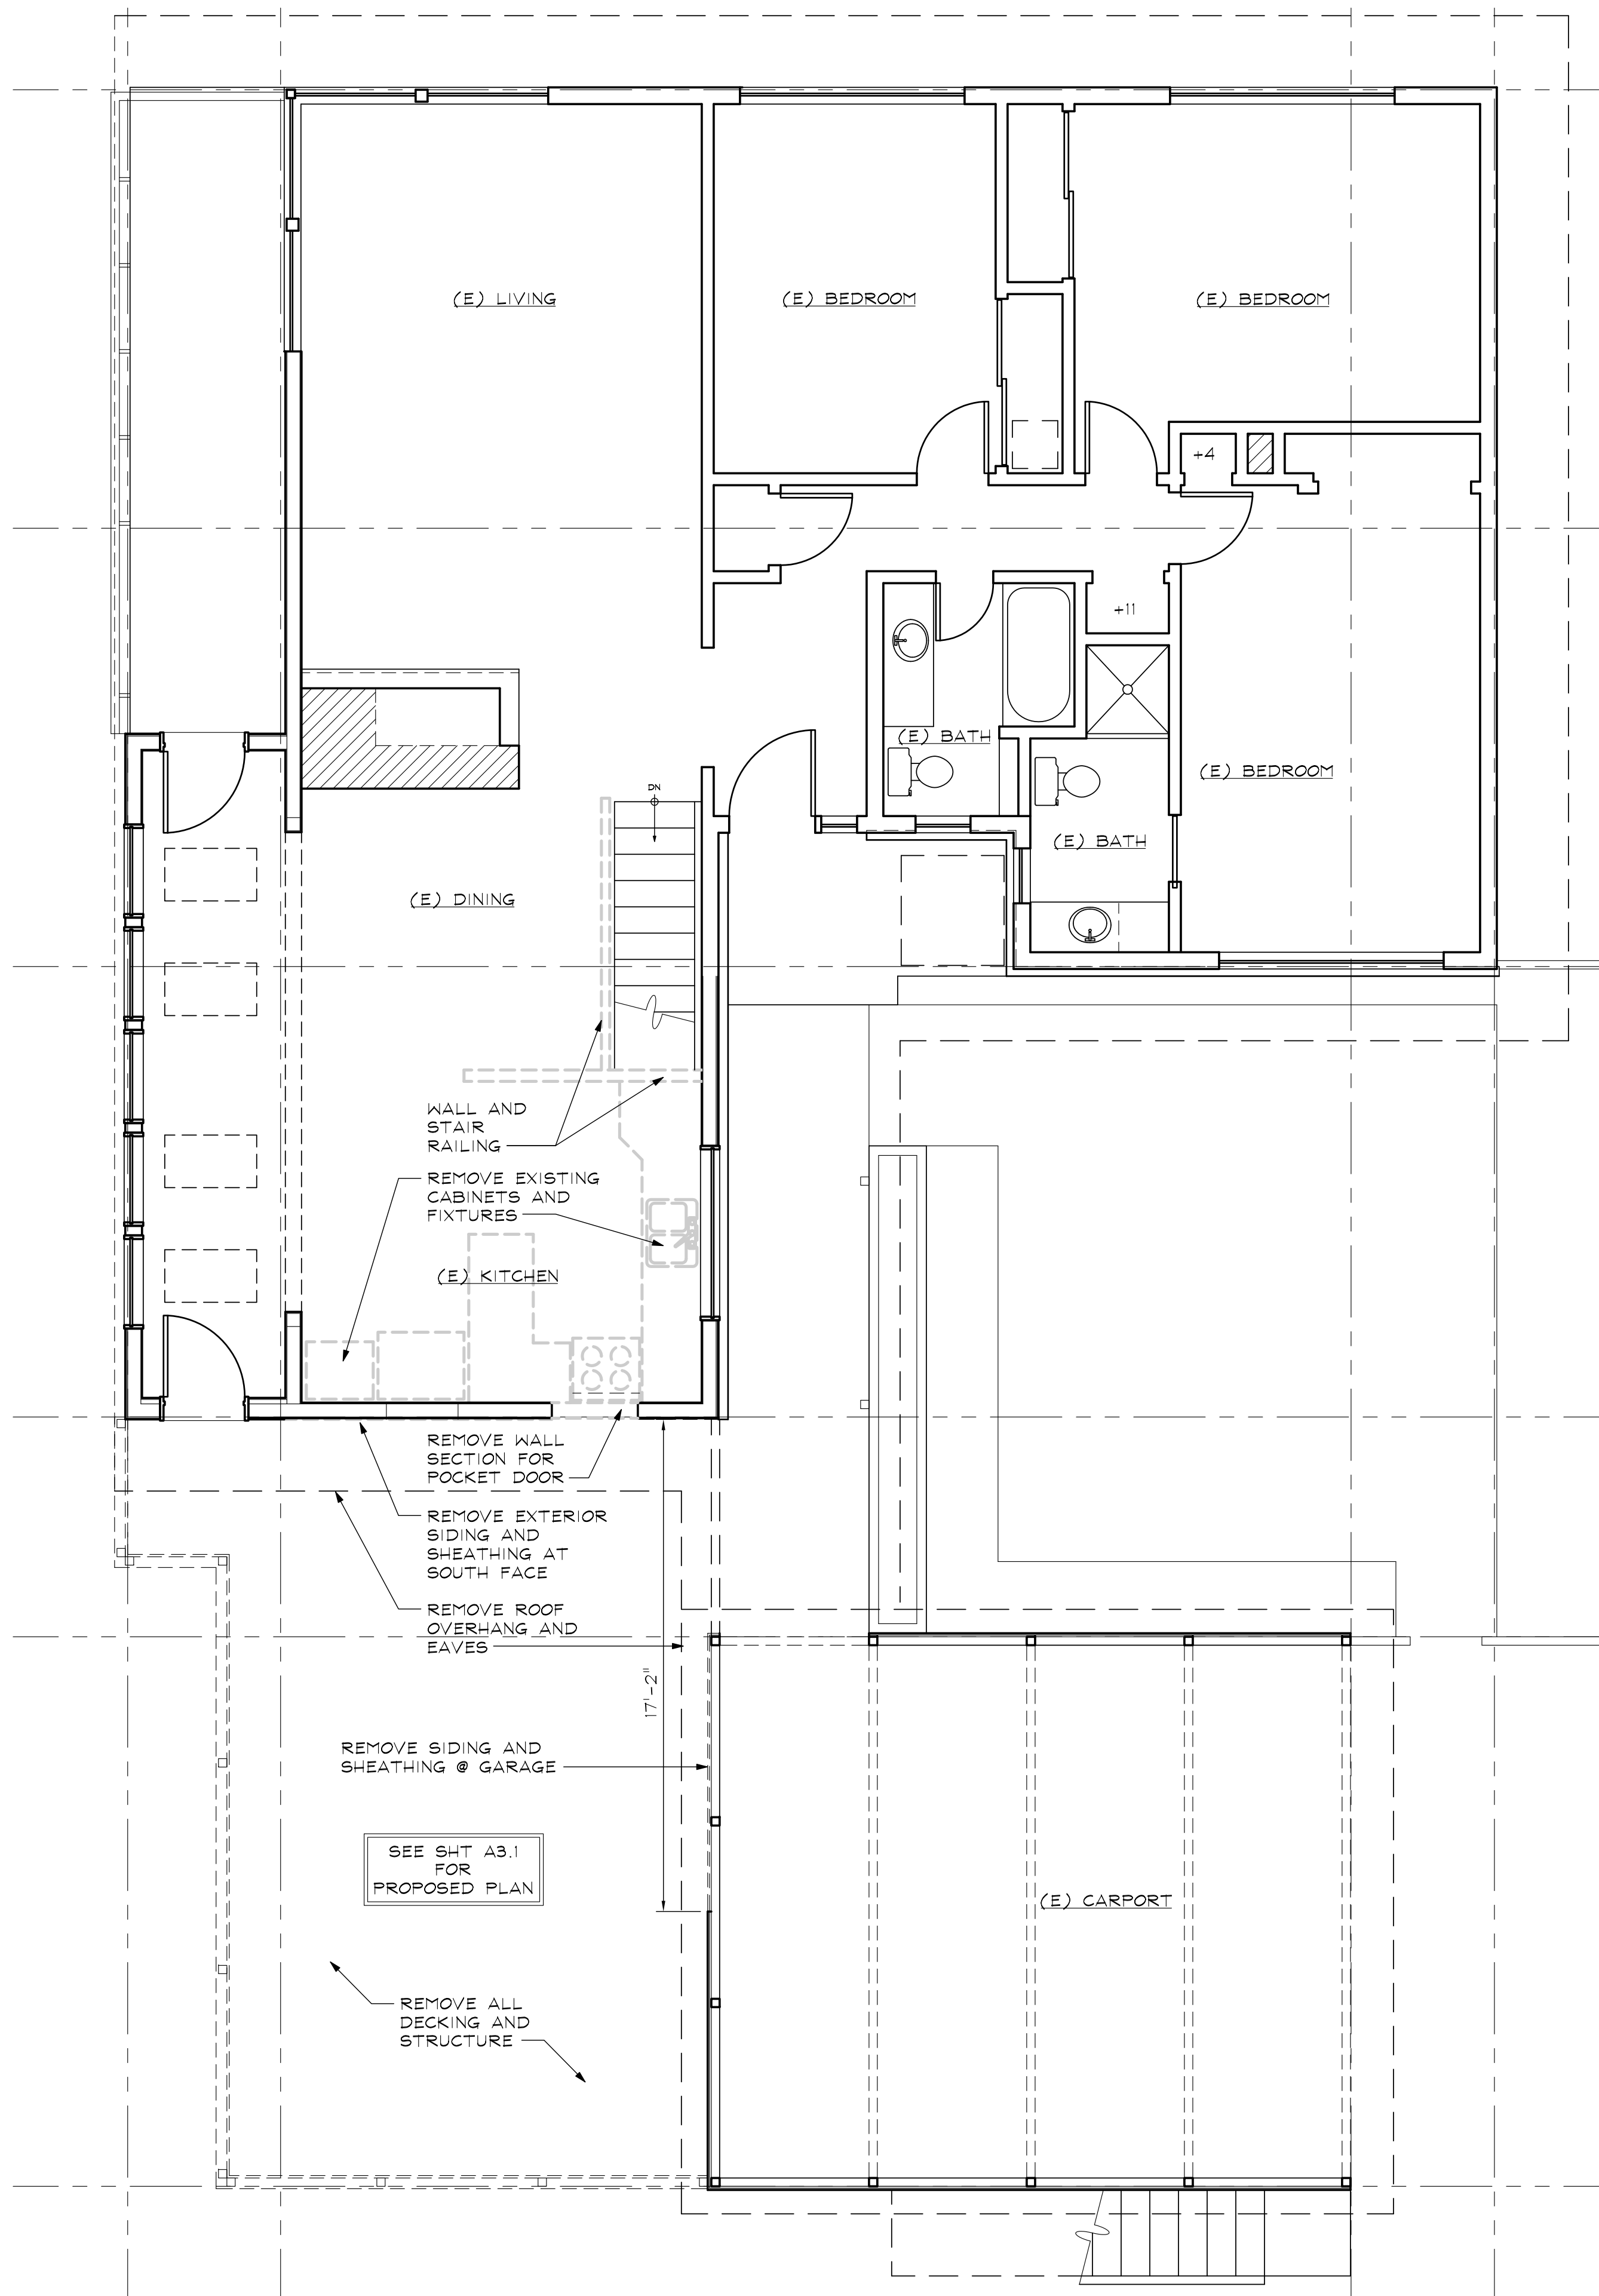 (E) LIVING
(E) BEDROOM
(E) BEDROOM
+4
+11
(E) BATH
(E) BEDROOM
DN
(E) BATH
(E) DINING
WALL AND
STAIR
RAILING
REMOVE EXISTING
CABINETS AND
FIXTURES
(E) KITCHEN
REMOVE WALL
SECTION FOR
POCKET DOOR
REMOVE EXTERIOR
SIDING AND
SHEATHING AT
SOUTH FACE
REMOVE ROOF
OVERHANG AND
EAVES
17'-2"
REMOVE SIDING AND
SHEATHING @ GARAGE
SEE SHT A3.1
FOR
PROPOSED PLAN
(E) CARPORT
REMOVE ALL
DECKING AND
STRUCTURE